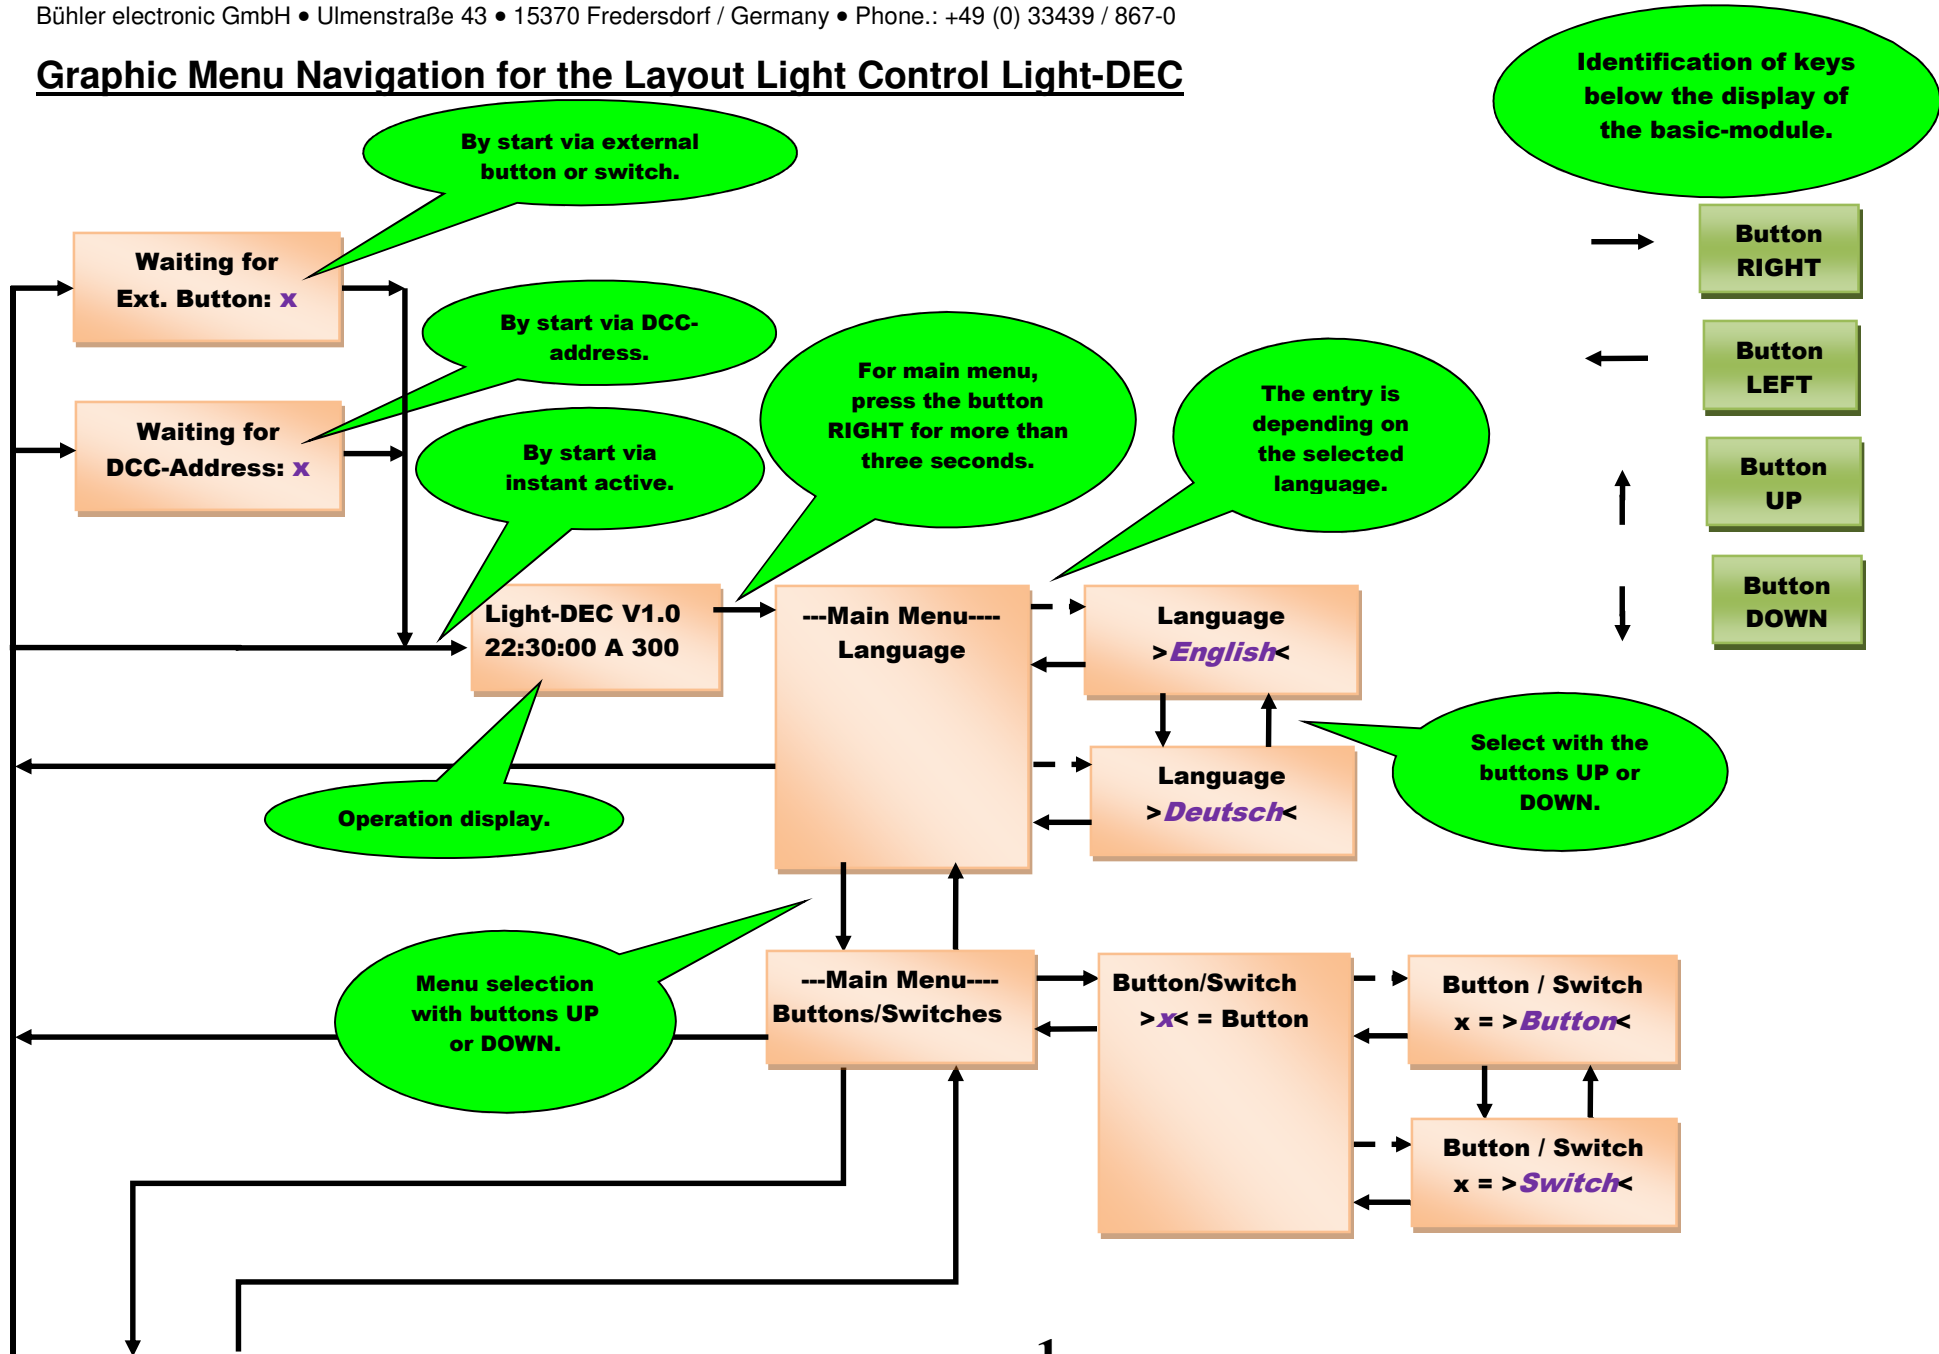 Bühler electronic GmbH • Ulmenstraße 43 • 15370 Fredersdorf / Germany • Phone.: +49 (0) 33439 / 867-0
Graphic Menu Navigation for the Layout Light Control Light-DEC
Identification of keys
below the display of
the basic-module.
By start via external
button or switch.
Button
RIGHT
Waiting for
Ext. Button: x
By start via DCC-
address.
Button
LEFT
For main menu,
press the button
RIGHT for more than
three seconds.
The entry is
depending on
the selected
language.
Waiting for
DCC-Address: x
By start via
instant active.
Button
UP
Button
DOWN
Light-DEC V1.0
22:30:00 A 300
---Main Menu----
Language
Language
>English<
Select with the
buttons UP or
DOWN.
Language
>Deutsch<
Operation display.
Menu selection
with buttons UP
or DOWN.
---Main Menu----
Buttons/Switches
Button/Switch
>x< = Button
Button / Switch
x = >Button<
Button / Switch
x = >Switch<
1